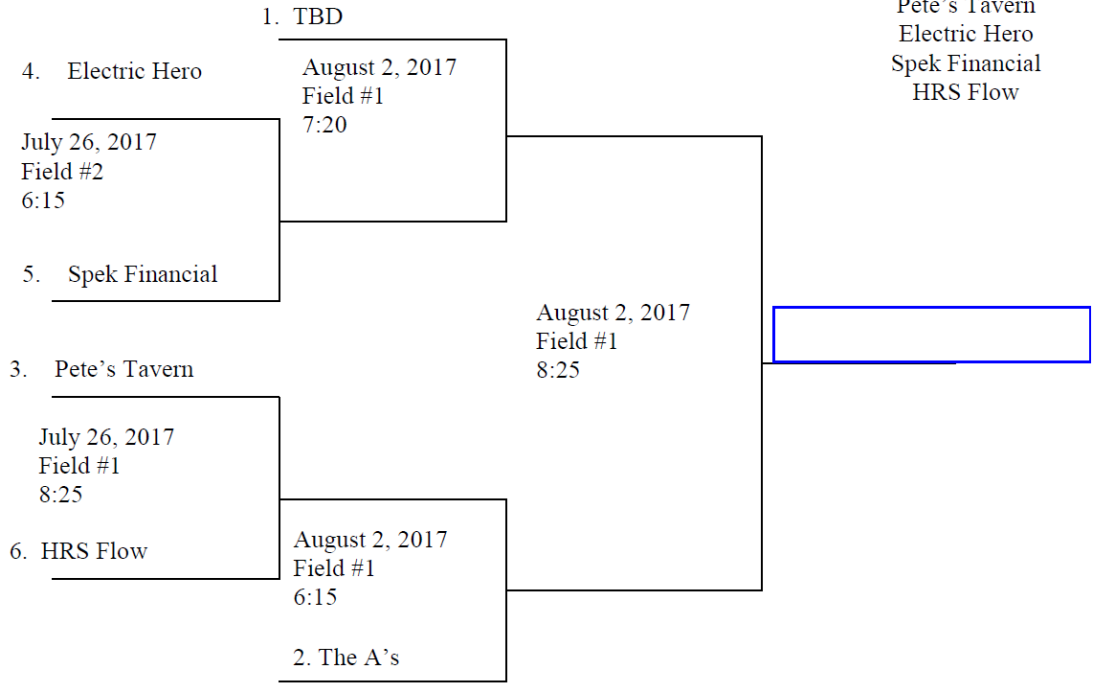 1. TBD
Pete's Tavern
Electric Hero
Spek Financial
HRS Flow
4. Electric Hero
August 2, 2017
Field #1
7:20
July 26, 2017
Field #2
6:15
5. Spek Financial
August 2, 2017
Field #1
8:25
3. Pete's Tavern
July 26, 2017
Field #1
8:25
6. HRS Flow
August 2, 2017
Field #1
6:15
2. The A's